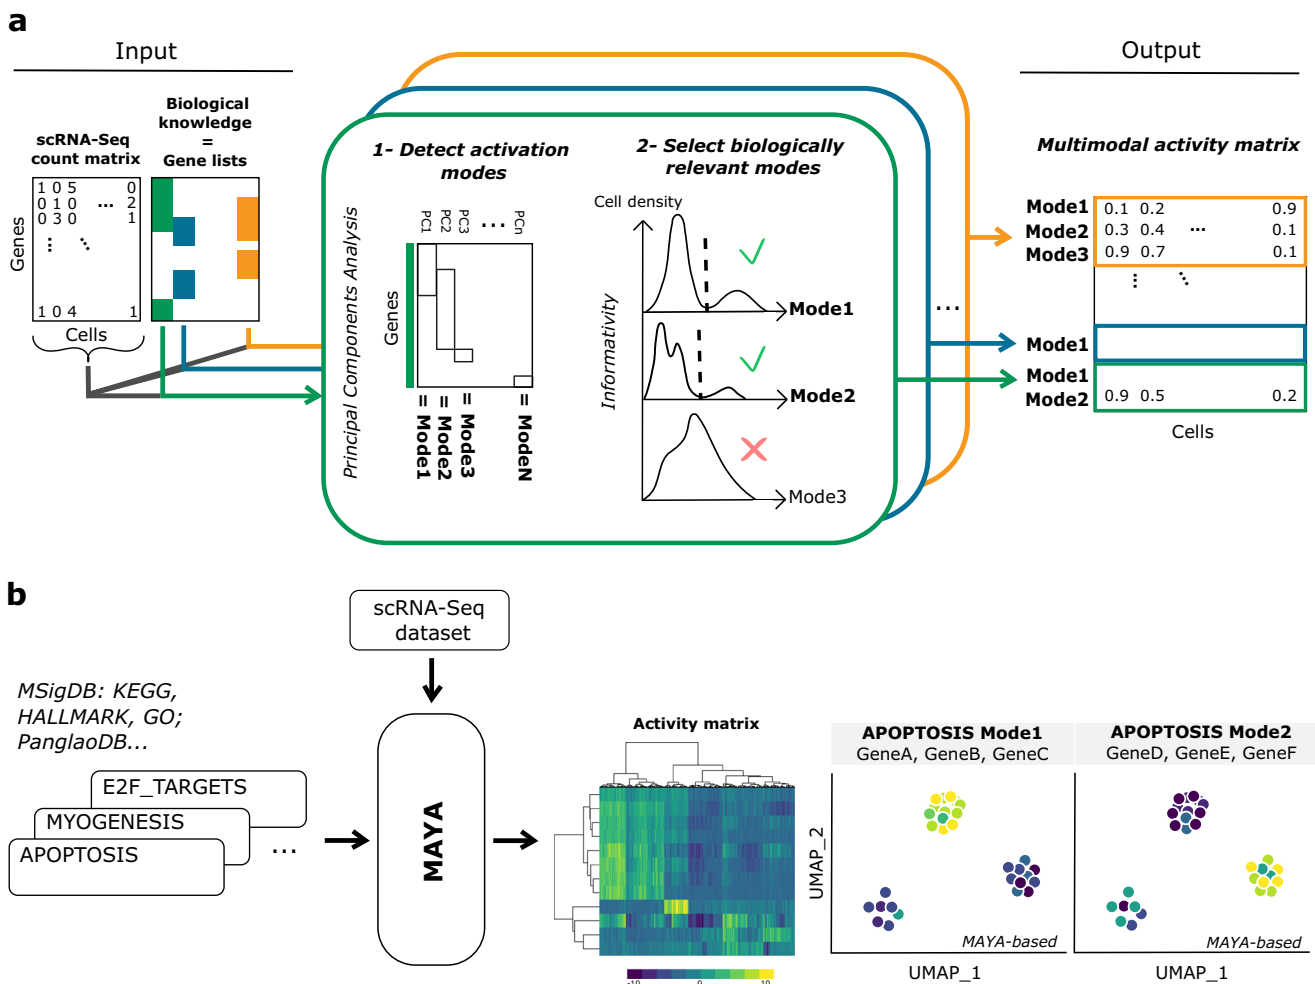 a
Input
Output
Biological
knowledge
=
Gene lists
scRNA-Seq
count matrix
1 0 5 0
0 1 0 ... 2
0 3 0 1
...
1 0 4 1
Genes
Cells
1- Detect activation
modes
Principal Components Analysis
PC1 PC2 PC3 ... PCn
Genes
= Mode1
= Mode2
= Mode3
= ModeN
2- Select biologically
relevant modes
Cell density
Informativity
Mode1
Mode2
Mode3
...
Multimodal activity matrix
Mode1 0.1 0.2 0.9
Mode2 0.3 0.4 ... 0.1
Mode3 0.9 0.7 0.1
...
Mode1
Mode1
Mode2 0.9 0.5 0.2
Cells
b
scRNA-Seq
dataset
MSigDB: KEGG,
HALLMARK, GO;
PanglaoDB...
E2F_TARGETS
MYOGENESIS
APOPTOSIS
...
MAYA
Activity matrix
-10 0 10
APOPTOSIS Mode1
GeneA, GeneB, GeneC
APOPTOSIS Mode2
GeneD, GeneE, GeneF
UMAP_2
MAYA-based
MAYA-based
UMAP_1
UMAP_1